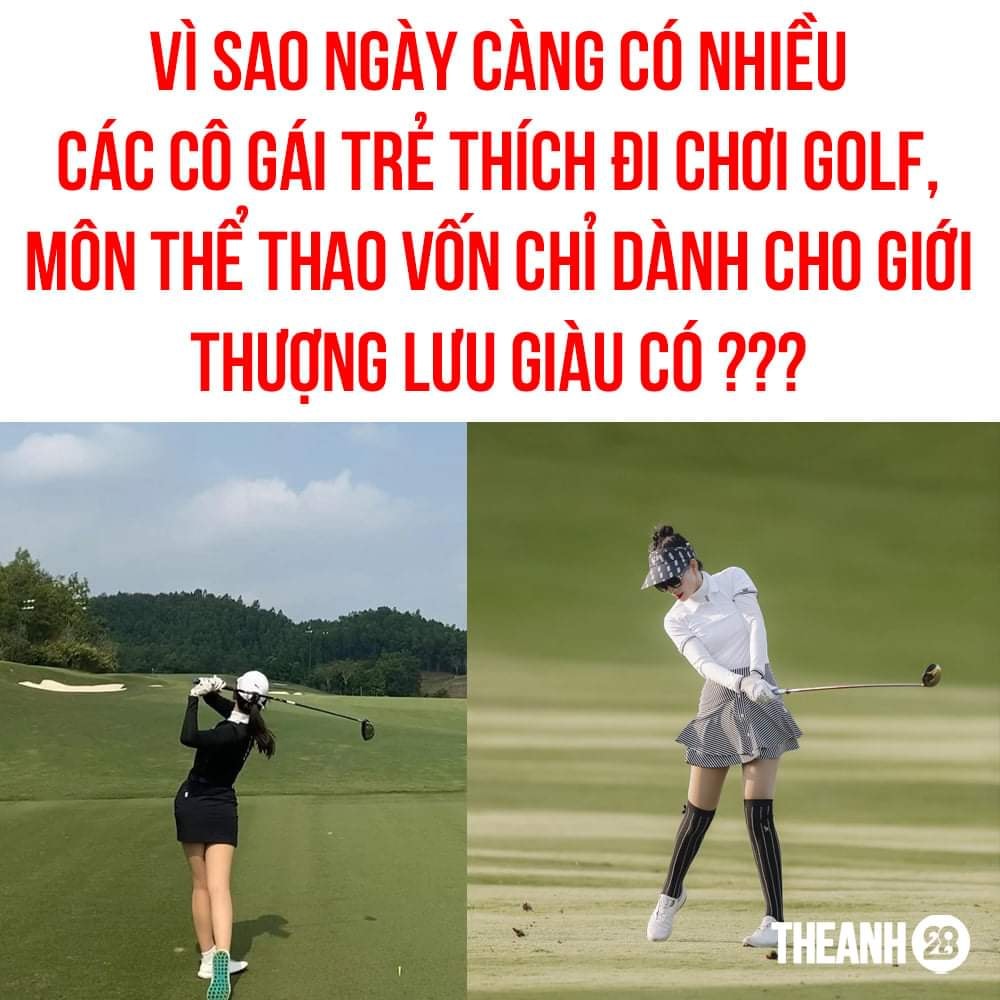 VÌ SAO NGÀY CÀNG CÓ NHIỀU
CÁC CÔ GÁI TRẺ THÍCH ĐI CHƠI GOLF,
MÔN THỂ THAO VỐN CHỈ DÀNH CHO GIỚI
THƯỢNG LƯU GIÀU CÓ ???
THEANH 28